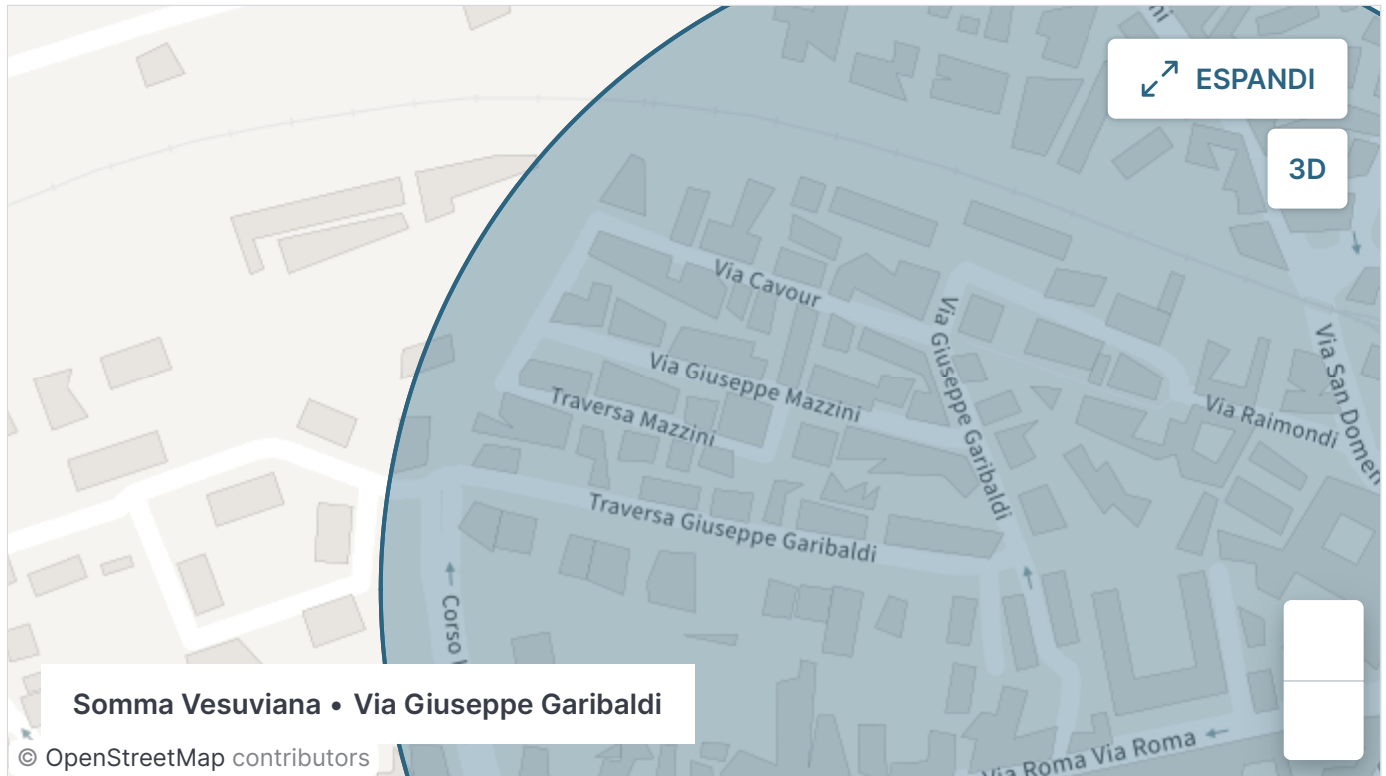 ESPANDI
3D
Via Cavour
Via Giuseppe Garibaldi
Via Giuseppe Mazzini
Traversa Mazzini
Via Raimondi
Via San Domen
Traversa Giuseppe Garibaldi
Corso
Via Roma Via Roma
Somma Vesuviana • Via Giuseppe Garibaldi
© OpenStreetMap contributors